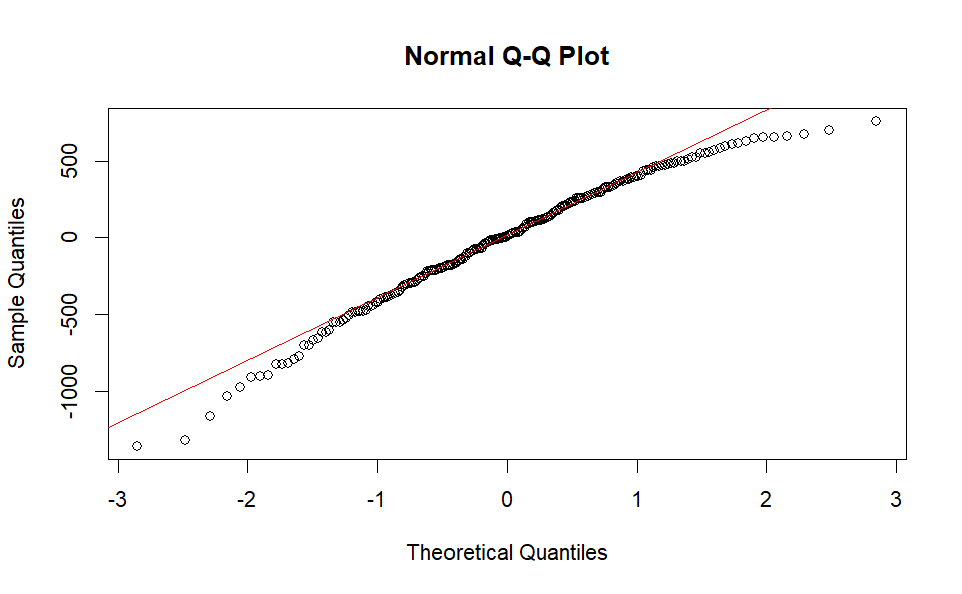 Normal Q-Q Plot
Sample Quantiles
500
0
-500
-1000
-3 -2 -1 0 1 2 3
Theoretical Quantiles